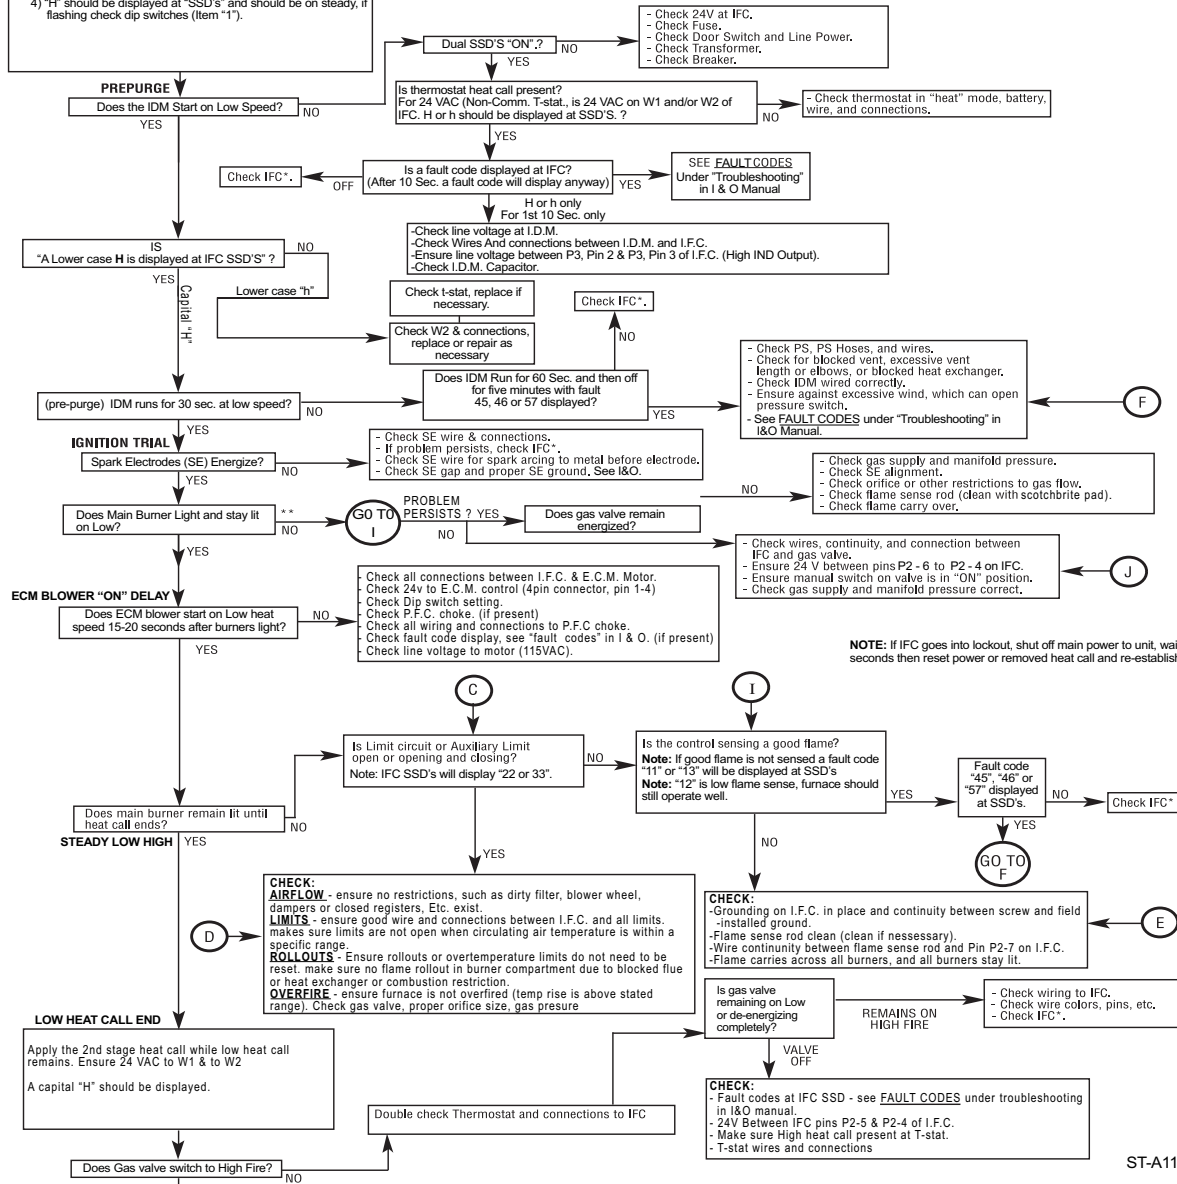 4) "H" should be displayed at "SSD's" and should be on steady, if
flashing check dip switches (Item "1").
Dual SSD'S "ON".?
NO
YES
- Check 24V at IFC.
- Check Fuse.
- Check Door Switch and Line Power.
- Check Transformer.
- Check Breaker.
PREPURGE
Does the IDM Start on Low Speed?
NO
YES
Is thermostat heat call present?
For 24 VAC (Non-Comm. T-stat., is 24 VAC on W1 and/or W2 of
IFC. H or h should be displayed at SSD'S. ?
NO
YES
- Check thermostat in "heat" mode, battery,
wire, and connections.
Check IFC*.
OFF
Is a fault code displayed at IFC?
(After 10 Sec. a fault code will display anyway)
YES
SEE FAULT CODES
Under "Troubleshooting"
in I & O Manual
H or h only
For 1st 10 Sec. only
-Check line voltage at I.D.M.
-Check Wires And connections between I.D.M. and I.F.C.
-Ensure line voltage between P3, Pin 2 & P3, Pin 3 of I.F.C. (High IND Output).
-Check I.D.M. Capacitor.
IS
"A Lower case H is displayed at IFC SSD'S" ?
NO
YES
Capital "H"
Lower case "h"
Check t-stat, replace if
necessary.
Check W2 & connections,
replace or repair as
necessary
Check IFC*.
NO
(pre-purge) IDM runs for 30 sec. at low speed?
NO
YES
Does IDM Run for 60 Sec. and then off
for five minutes with fault
45, 46 or 57 displayed?
YES
- Check PS, PS Hoses, and wires.
- Check for blocked vent, excessive vent
length or elbows, or blocked heat exchanger.
- Check IDM wired correctly.
- Ensure against excessive wind, which can open
pressure switch.
- See FAULT CODES under "Troubleshooting" in
I&O Manual.
F
IGNITION TRIAL
Spark Electrodes (SE) Energize?
NO
YES
- Check SE wire & connections.
- If problem persists, check IFC*.
- Check SE wire for spark arcing to metal before electrode.
- Check SE gap and proper SE ground. See I&O.
Does Main Burner Light and stay lit
on Low?
**
NO
YES
GO TO
I
PROBLEM
PERSISTS ? YES
NO
Does gas valve remain
energized?
NO
- Check gas supply and manifold pressure.
- Check SE alignment.
- Check orifice or other restrictions to gas flow.
- Check flame sense rod (clean with scotchbrite pad).
- Check flame carry over.
- Check wires, continuity, and connection between
IFC and gas valve.
- Ensure 24 V between pins P2 - 6 to P2 - 4 on IFC.
- Ensure manual switch on valve is in "ON" position.
- Check gas supply and manifold pressure correct.
J
ECM BLOWER "ON" DELAY
Does ECM blower start on Low heat
speed 15-20 seconds after burners light?
NO
YES
- Check all connections between I.F.C. & E.C.M. Motor.
- Check 24v to E.C.M. control (4pin connector, pin 1-4)
- Check Dip switch setting.
- Check P.F.C. choke. (if present)
- Check all wiring and connections to P.F.C choke.
- Check fault code display, see "fault codes" in I & O. (if present)
- Check line voltage to motor (115VAC).
NOTE: If IFC goes into lockout, shut off main power to unit, wai
seconds then reset power or removed heat call and re-establish
C
I
Is Limit circuit or Auxiliary Limit
open or opening and closing?
Note: IFC SSD's will display "22 or 33".
NO
YES
Is the control sensing a good flame?
Note: If good flame is not sensed a fault code
"11" or "13" will be displayed at SSD's
Note: "12" is low flame sense, furnace should
still operate well.
YES
NO
Fault code
"45", "46" or
"57" displayed
at SSD's.
NO
YES
Check IFC*
GO TO
F
Does main burner remain lit until
heat call ends?
NO
STEADY LOW HIGH
YES
CHECK:
AIRFLOW - ensure no restrictions, such as dirty filter, blower wheel,
dampers or closed registers, Etc. exist.
LIMITS - ensure good wire and connections between I.F.C. and all limits.
makes sure limits are not open when circulating air temperature is within a
specific range.
ROLLOUTS - Ensure rollouts or overtemperature limits do not need to be
reset. make sure no flame rollout in burner compartment due to blocked flue
or heat exchanger or combustion restriction.
OVERFIRE - ensure furnace is not overfired (temp rise is above stated
range). Check gas valve, proper orifice size, gas presure
D
CHECK:
-Grounding on I.F.C. in place and continuity between screw and field
-installed ground.
-Flame sense rod clean (clean if nessessary).
-Wire continuity between flame sense rod and Pin P2-7 on I.F.C.
-Flame carries across all burners, and all burners stay lit.
E
LOW HEAT CALL END
Apply the 2nd stage heat call while low heat call
remains. Ensure 24 VAC to W1 & to W2
A capital "H" should be displayed.
Is gas valve
remaining on Low
or de-energizing
completely?
REMAINS ON
HIGH FIRE
VALVE
OFF
- Check wiring to IFC.
- Check wire colors, pins, etc.
- Check IFC*.
Double check Thermostat and connections to IFC
CHECK:
- Fault codes at IFC SSD - see FAULT CODES under troubleshooting
in I&O manual.
- 24V Between IFC pins P2-5 & P2-4 of I.F.C.
- Make sure High heat call present at T-stat.
- T-stat wires and connections
Does Gas valve switch to High Fire?
NO
ST-A11